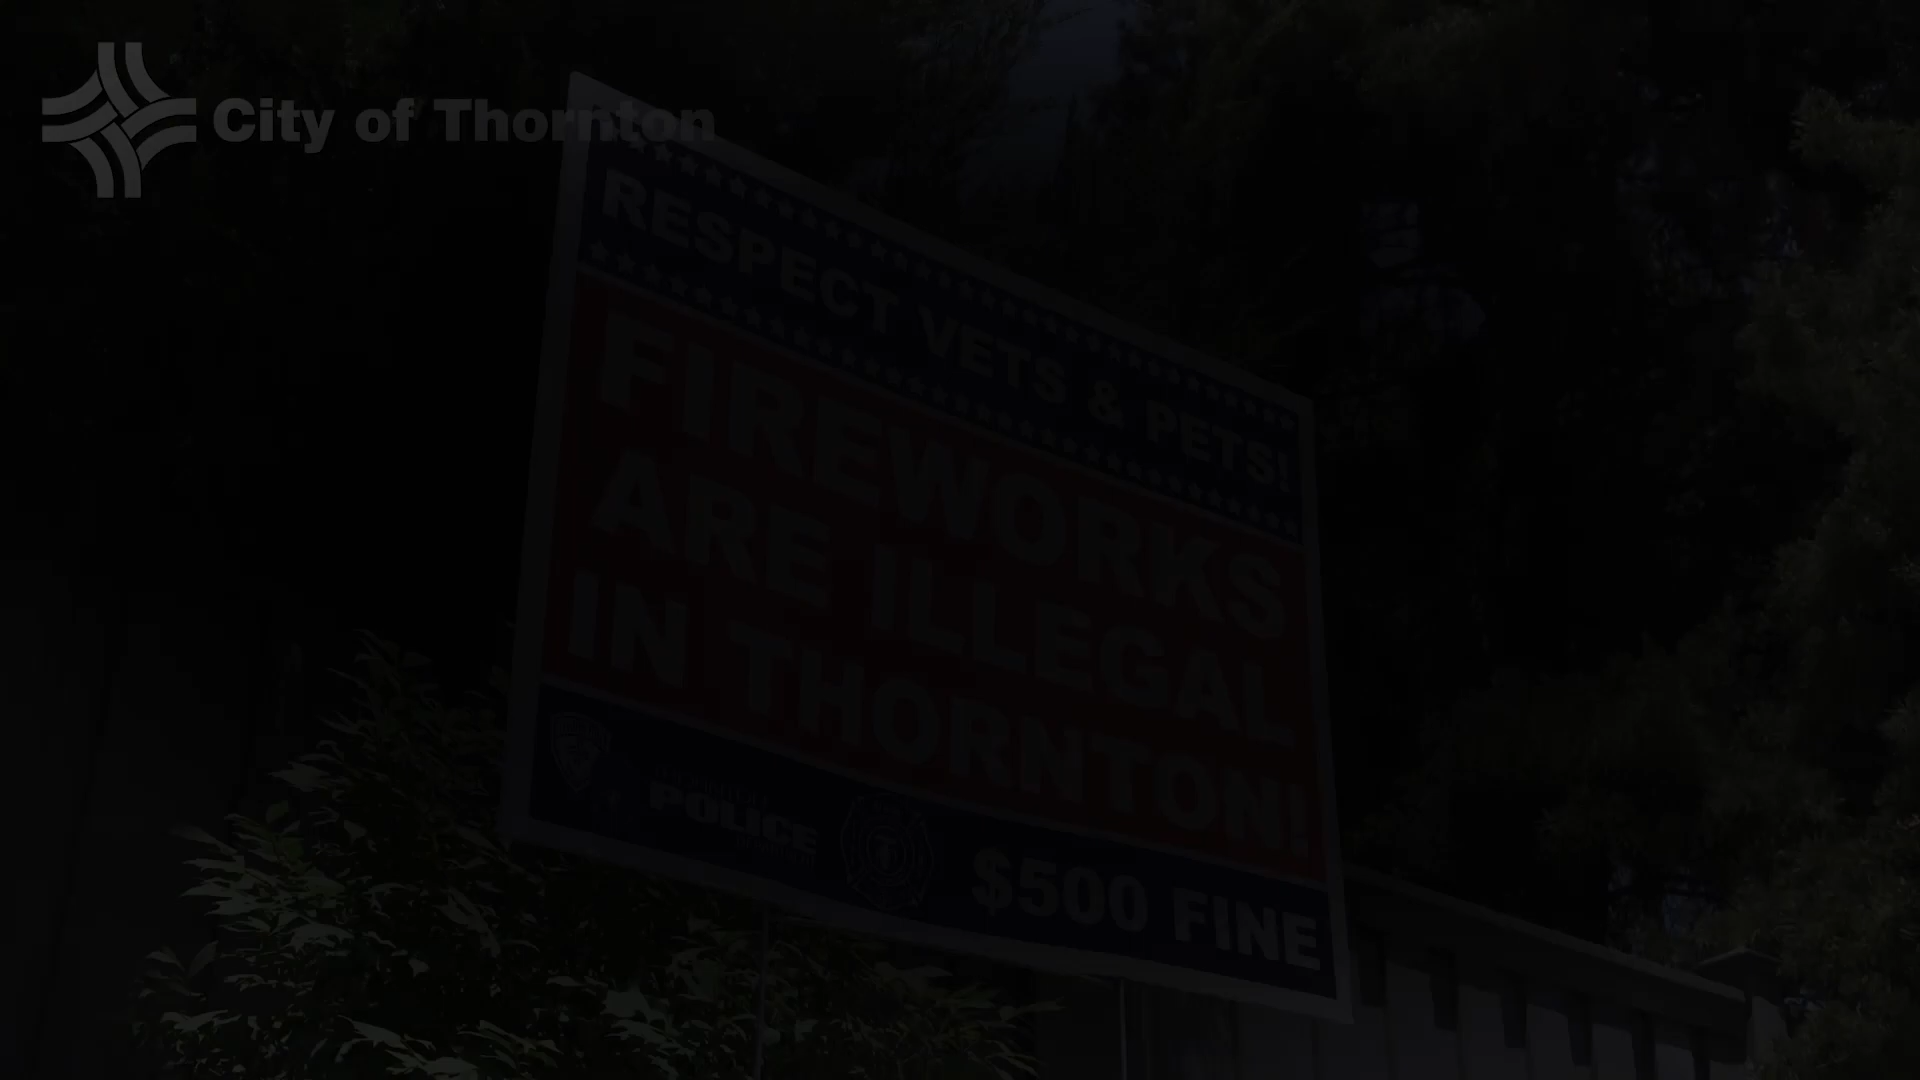 City of Thornton
RESPECT VETS & PETS!
FIREWORKS
ARE ILLEGAL
IN THORNTON!
POLICE
$500 FINE